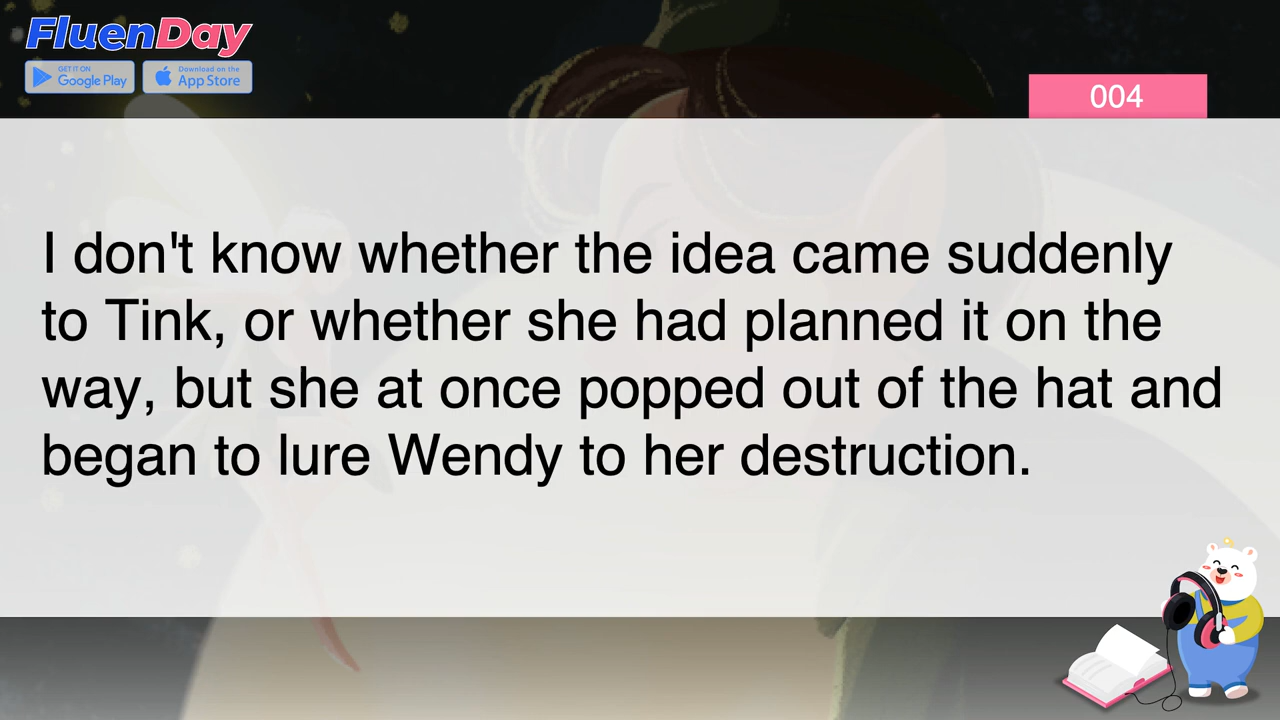 FluenDay
GET IT ON
Google Play
Download on the
App Store
004
I don't know whether the idea came suddenly
to Tink, or whether she had planned it on the
way, but she at once popped out of the hat and
began to lure Wendy to her destruction.